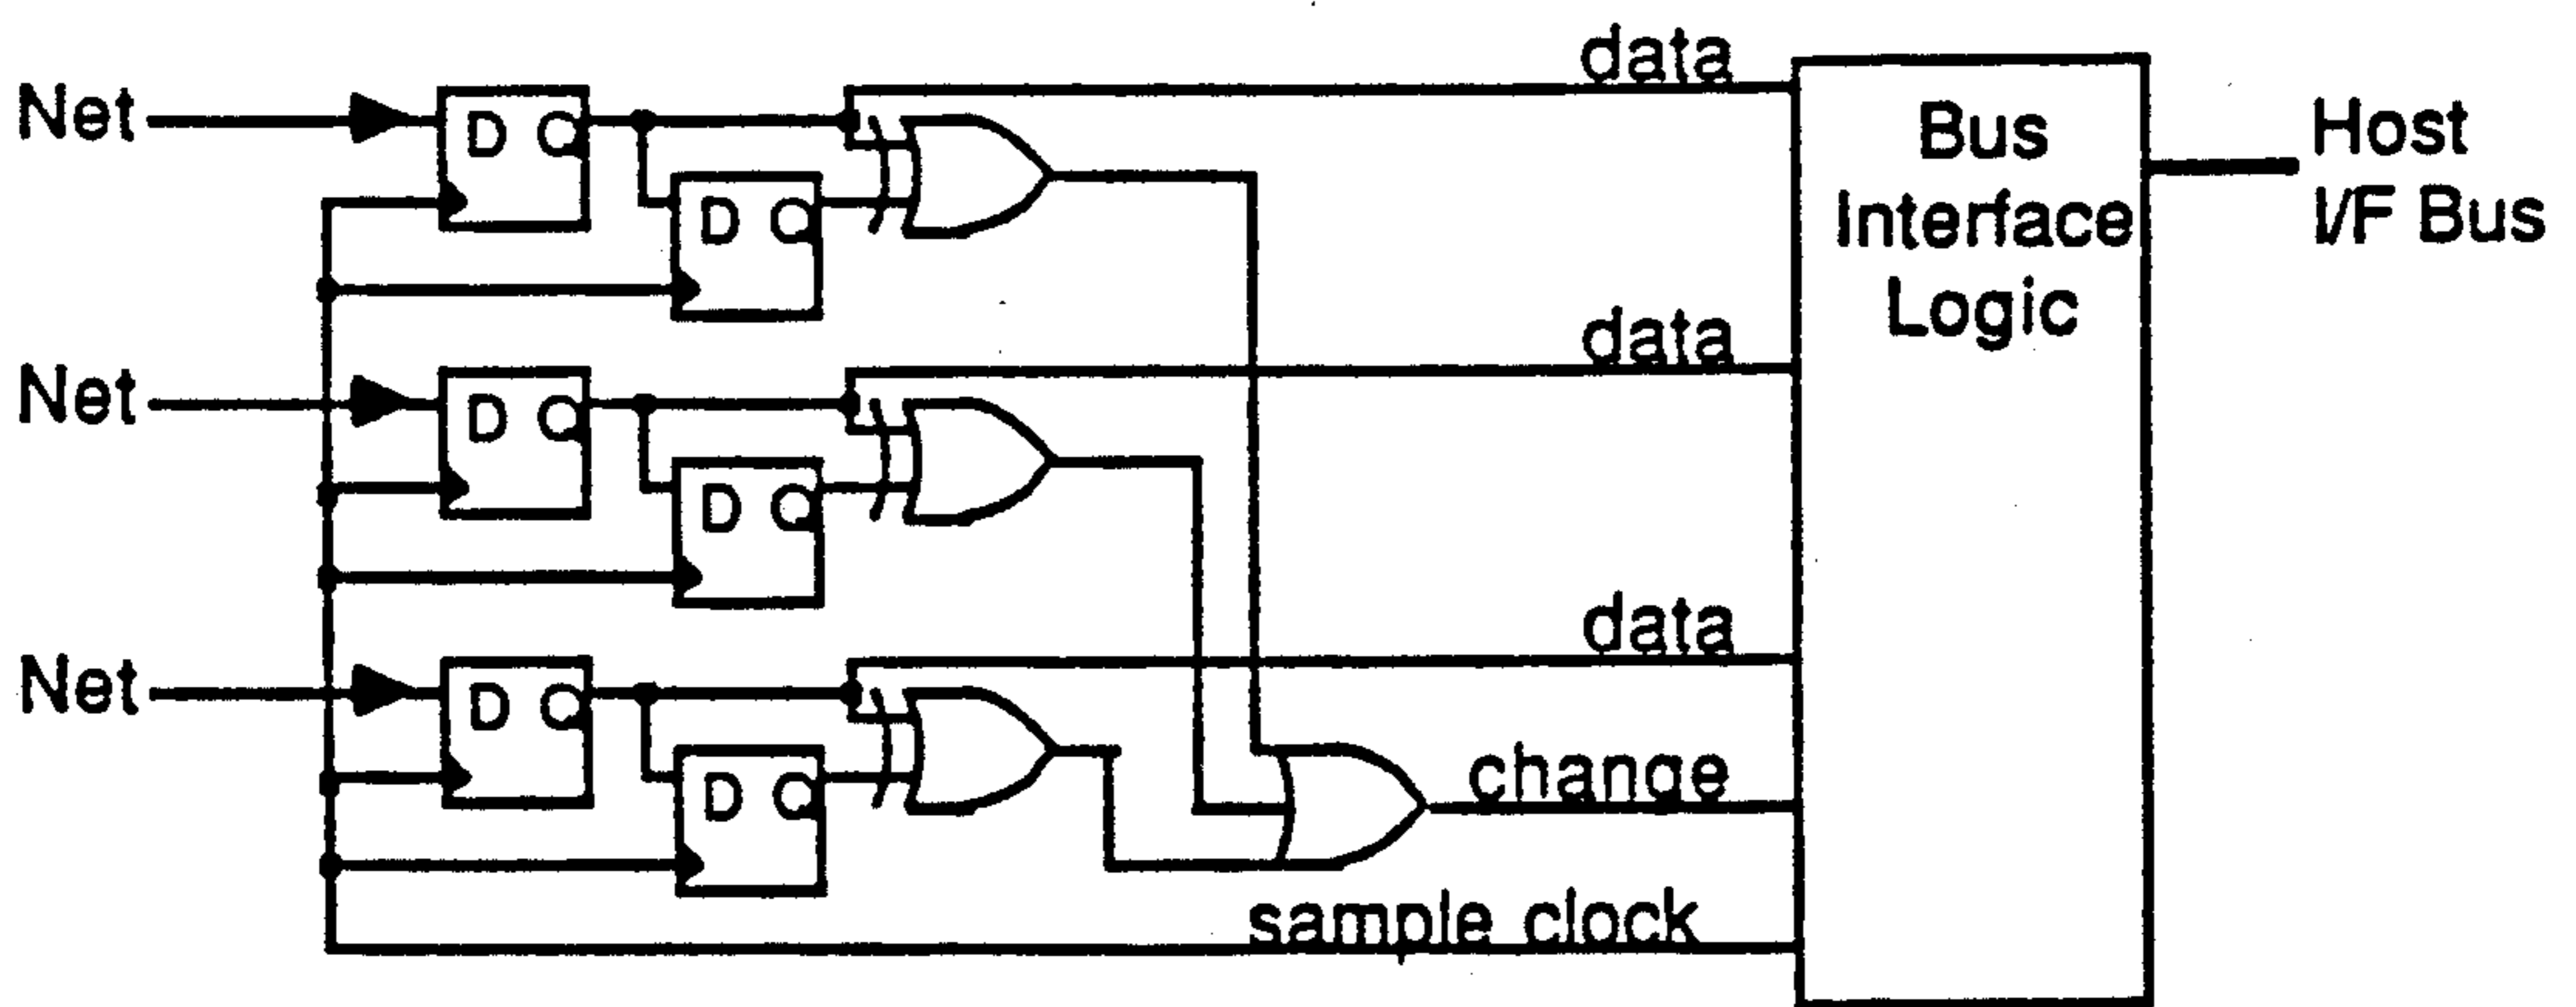 data
Net
D Q
D Q
Bus
Interface
Logic
Host
I/F Bus
data
Net
D Q
D Q
data
Net
D Q
D Q
change
sample clock